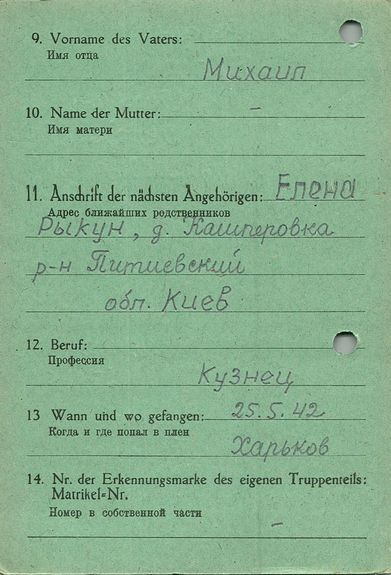 9. Vorname des Vaters:
Имя отца
Михаил
10. Name der Mutter: –
Имя матери
11. Anschrift der nächsten Angehörigen: Елена
Адрес ближайших родственников
Рыкун, д. Кашперовка
р-н Питиевский
обл. Киев
12. Beruf:
Профессия
Кузнец
13 Wann und wo gefangen: 25.5.42
Когда и где попал в плен
Харьков
14. Nr. der Erkennungsmarke des eigenen Truppenteils:
Matrikel-Nr.
Номер в собственной части
–